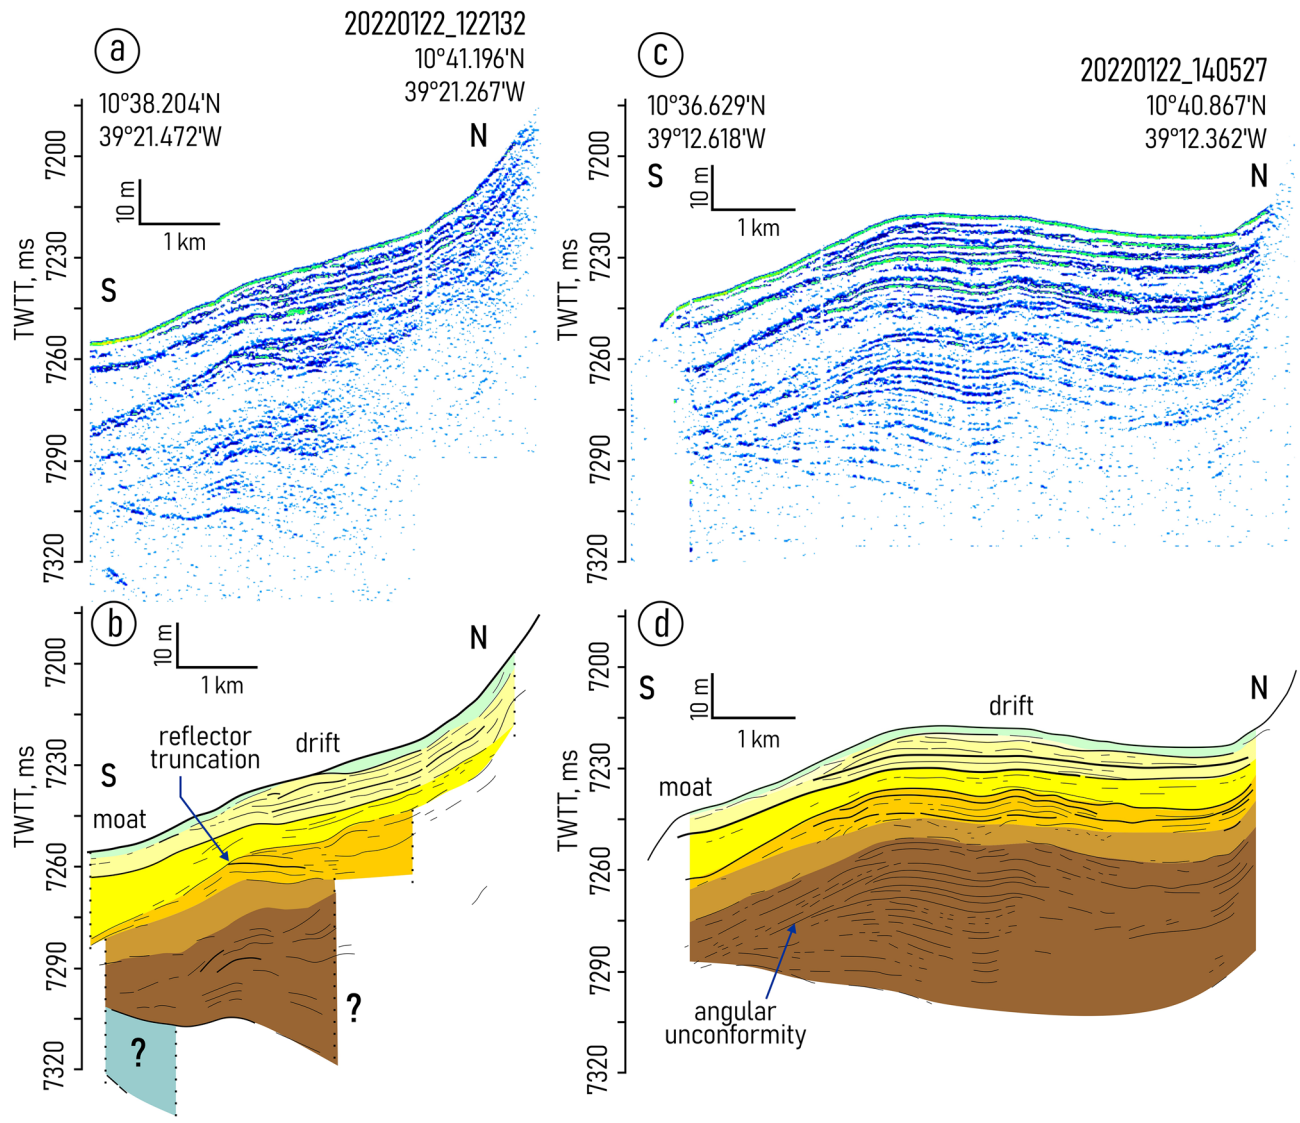 a
20220122_122132
10°41.196'N
39°21.267'W
10°38.204'N
39°21.472'W
N
S
10 m
1 km
TWTT, ms
7200
7230
7260
7290
7320
c
20220122_140527
10°36.629'N
39°12.618'W
10°40.867'N
39°12.362'W
S
N
10 m
1 km
TWTT, ms
7200
7230
7260
7290
7320
b
10 m
1 km
N
reflector
truncation
drift
S
moat
?
?
TWTT, ms
7200
7230
7260
7290
7320
d
S
10 m
1 km
drift
N
moat
angular
unconformity
TWTT, ms
7200
7230
7260
7290
7320